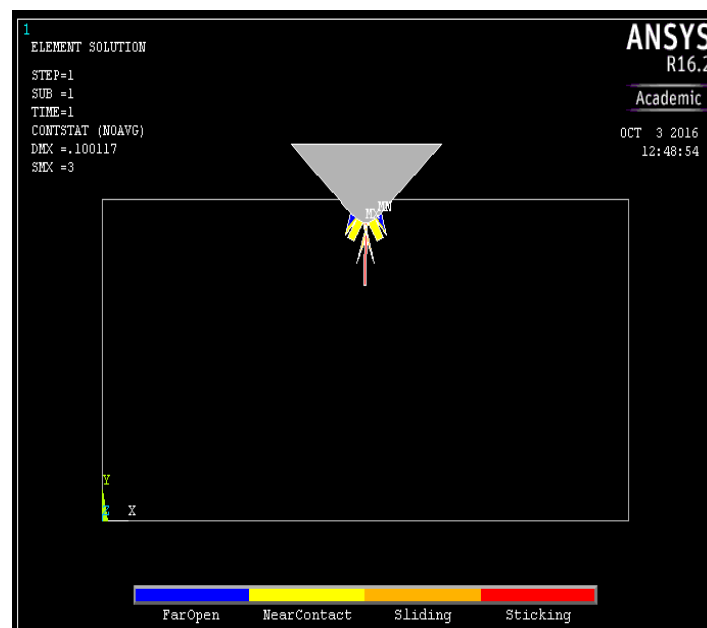 1
ELEMENT SOLUTION
STEP=1
SUB =1
TIME=1
CONTSTAT (NOAVG)
DMX =.100117
SMX =3
ANSYS
R16.2
Academic
OCT 3 2016
12:48:54
MX MN
Y
Z X
FarOpen NearContact Sliding Sticking